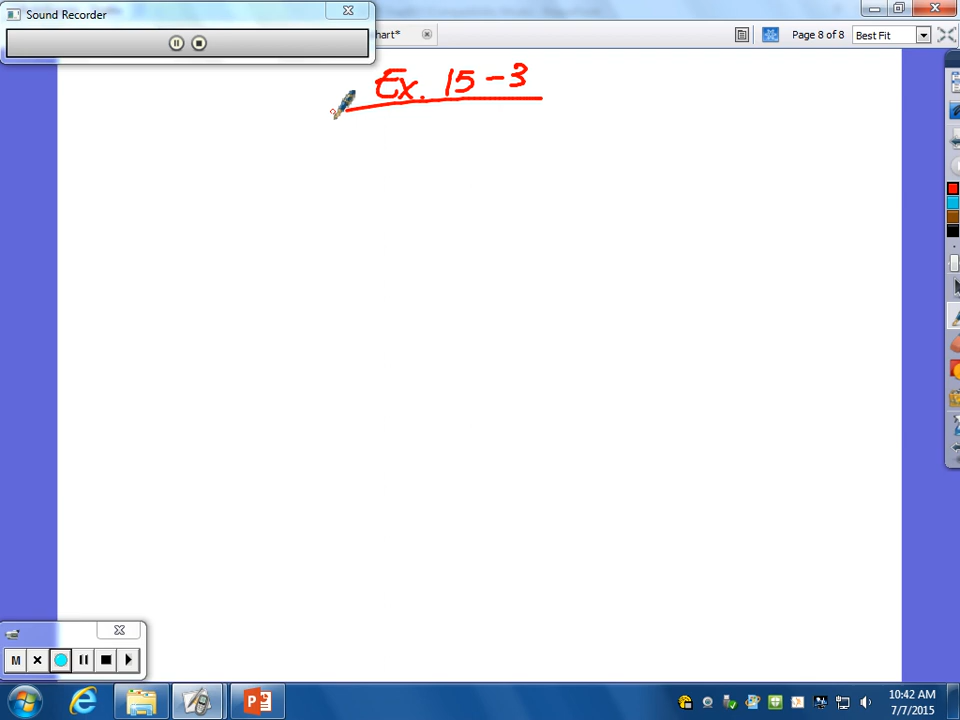 Sound Recorder
hart*
Page 8 of 8
Best Fit
Ex. 15-3
M
10:42 AM
7/7/2015